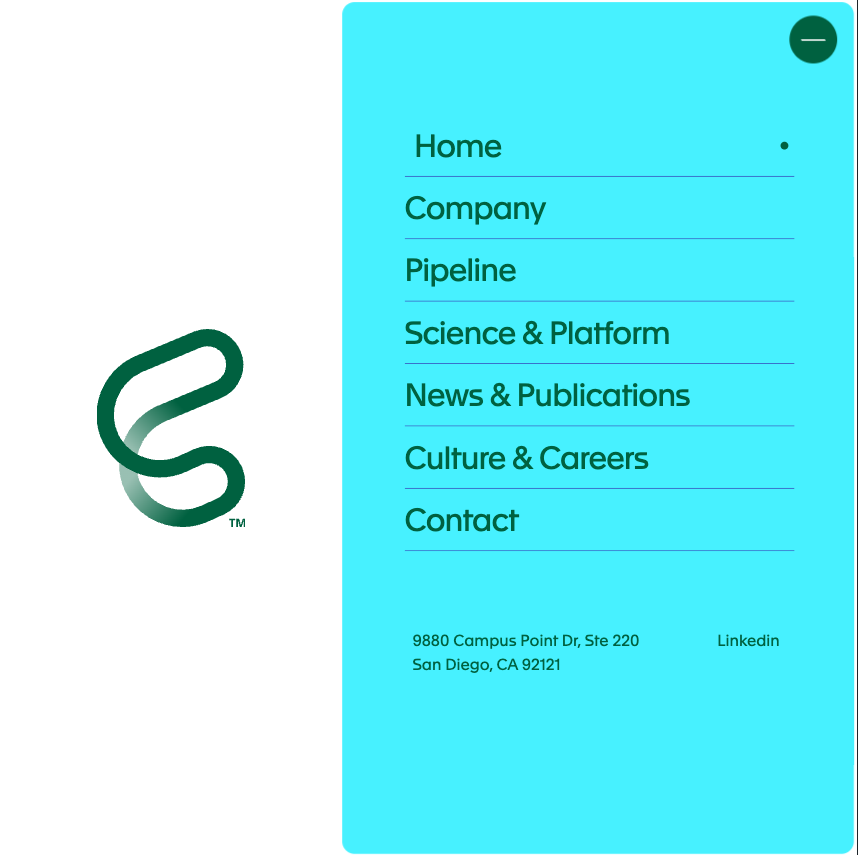 Home
Company
Pipeline
Science & Platform
News & Publications
Culture & Careers
Contact
9880 Campus Point Dr, Ste 220
San Diego, CA 92121
Linkedin
TM